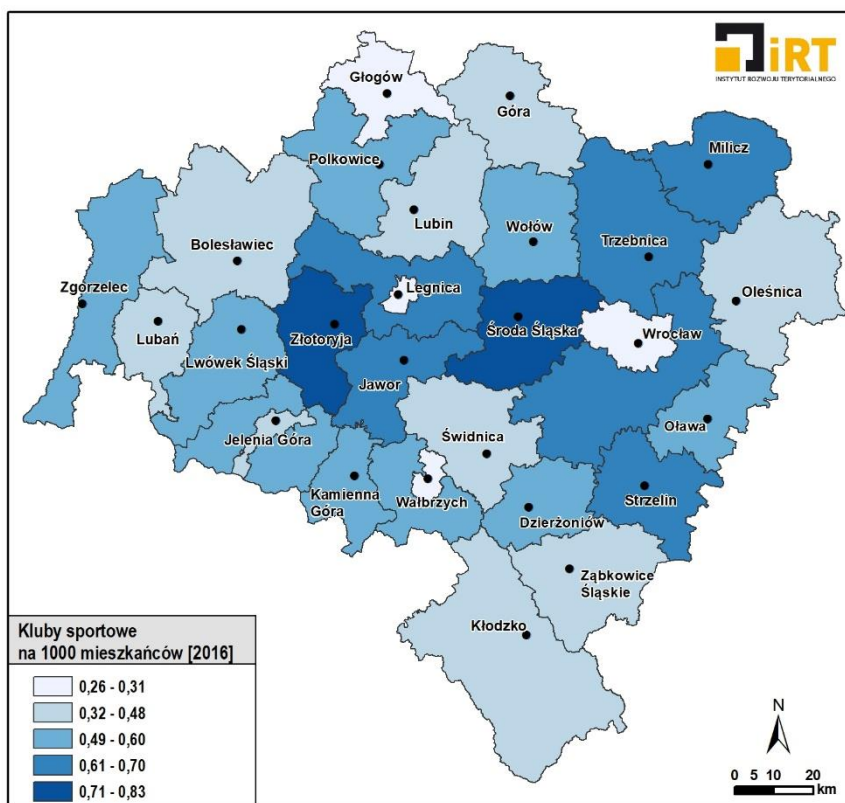 iRT
INSTYTUT ROZWOJU TERYTORIALNEGO
Głogów
Góra
Milicz
Polkowice
Lubin
Wołów
Trzebnica
Bolesławiec
Oleśnica
Zgorzelec
Legnica
Lubań
Złotoryja
Środa Śląska
Wrocław
Lwówek Śląski
Jawor
Jelenia Góra
Świdnica
Oława
Kamienna
Góra
Wałbrzych
Dzierżoniów
Strzelin
Ząbkowice
Śląskie
Kłodzko
Kluby sportowe
na 1000 mieszkańców [2016]
0,26 - 0,31
0,32 - 0,48
0,49 - 0,60
0,61 - 0,70
0,71 - 0,83
N
0 5 10 20
km